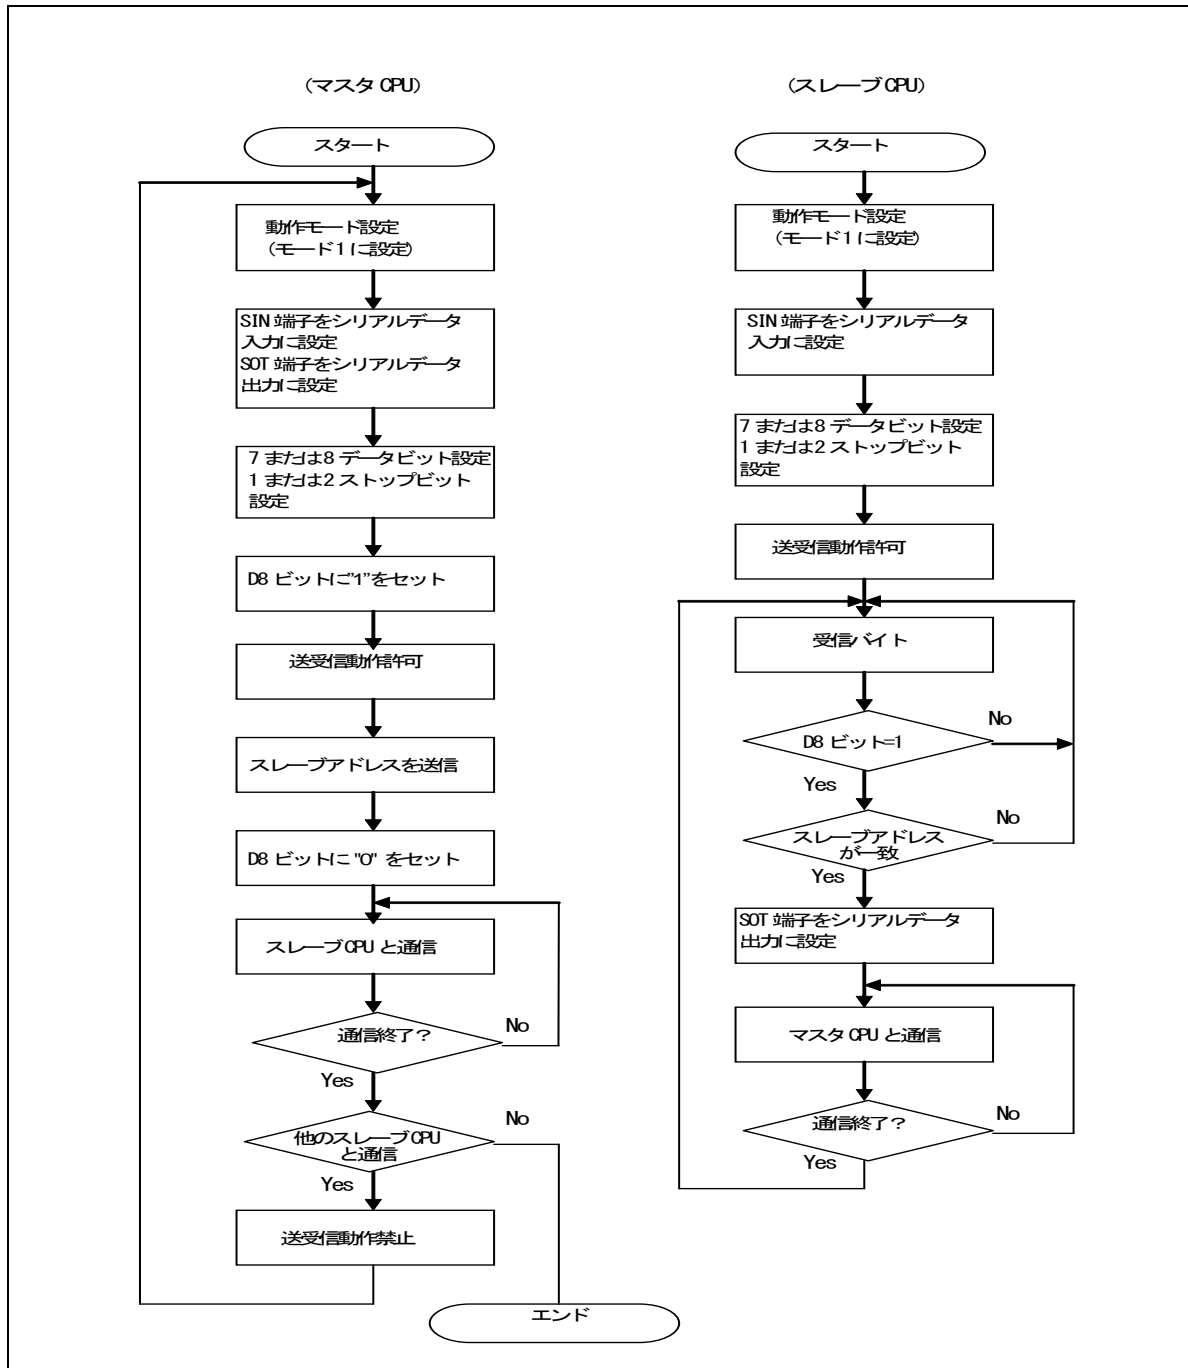 （マスタ CPU）
スタート
動作モード設定
（モード1に設定）
SIN 端子をシリアルデータ
入力に設定
SOT 端子をシリアルデータ
出力に設定
7 または8 データビット設定
1 または2 ストップビット
設定
D8 ビットに"1"をセット
送受信動作許可
スレーブアドレスを送信
D8 ビットに "0" をセット
スレーブCPU と通信
通信終了？
No
Yes
他のスレーブCPU
と通信
No
Yes
送受信動作禁止
エンド
（スレーブCPU）
スタート
動作モード設定
（モード1に設定）
SIN 端子をシリアルデータ
入力に設定
7 または8 データビット設定
1 または2 ストップビット
設定
送受信動作許可
受信バイト
D8 ビット=1
No
Yes
スレーブアドレス
が一致
No
Yes
SOT 端子をシリアルデータ
出力に設定
マスタ CPU と通信
通信終了？
No
Yes